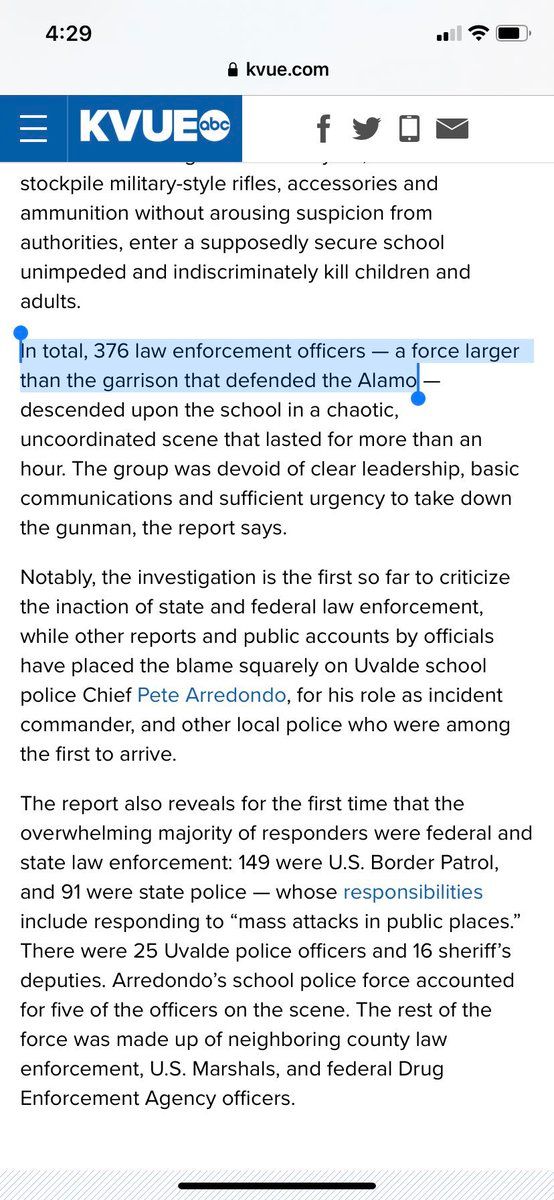 4:29
kvue.com
KVUE abc
stockpile military-style rifles, accessories and
ammunition without arousing suspicion from
authorities, enter a supposedly secure school
unimpeded and indiscriminately kill children and
adults.
In total, 376 law enforcement officers — a force larger
than the garrison that defended the Alamo —
descended upon the school in a chaotic,
uncoordinated scene that lasted for more than an
hour. The group was devoid of clear leadership, basic
communications and sufficient urgency to take down
the gunman, the report says.
Notably, the investigation is the first so far to criticize
the inaction of state and federal law enforcement,
while other reports and public accounts by officials
have placed the blame squarely on Uvalde school
police Chief Pete Arredondo, for his role as incident
commander, and other local police who were among
the first to arrive.
The report also reveals for the first time that the
overwhelming majority of responders were federal and
state law enforcement: 149 were U.S. Border Patrol,
and 91 were state police — whose responsibilities
include responding to “mass attacks in public places.”
There were 25 Uvalde police officers and 16 sheriff’s
deputies. Arredondo’s school police force accounted
for five of the officers on the scene. The rest of the
force was made up of neighboring county law
enforcement, U.S. Marshals, and federal Drug
Enforcement Agency officers.